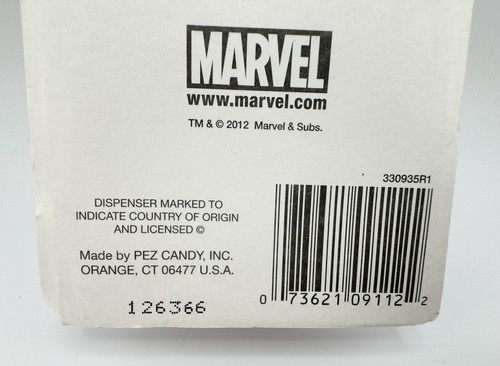 MARVEL
www.marvel.com
TM & © 2012 Marvel & Subs.
330935R1
DISPENSER MARKED TO
INDICATE COUNTRY OF ORIGIN
AND LICENSED ©
Made by PEZ CANDY, INC.
ORANGE, CT 06477 U.S.A.
126366
0 73621 09112 2